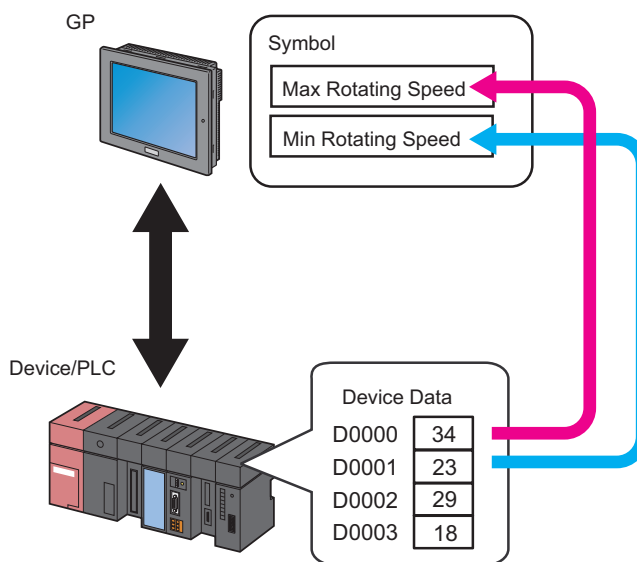 GP
Symbol
Max Rotating Speed
Min Rotating Speed
Device/PLC
Device Data
D0000 34
D0001 23
D0002 29
D0003 18